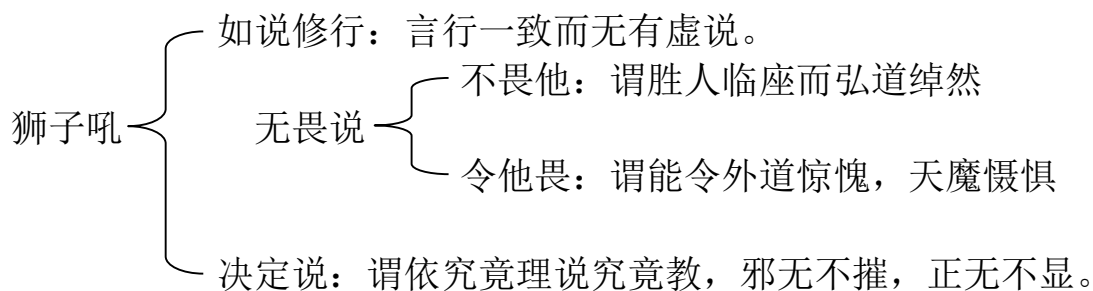 如说修行：言行一致而无有虚说。
不畏他：谓胜人临座而弘道绰然
狮子吼
无畏说
令他畏：谓能令外道惊愧，天魔慑惧
决定说：谓依究竟理说究竟教，邪无不摧，正无不显。